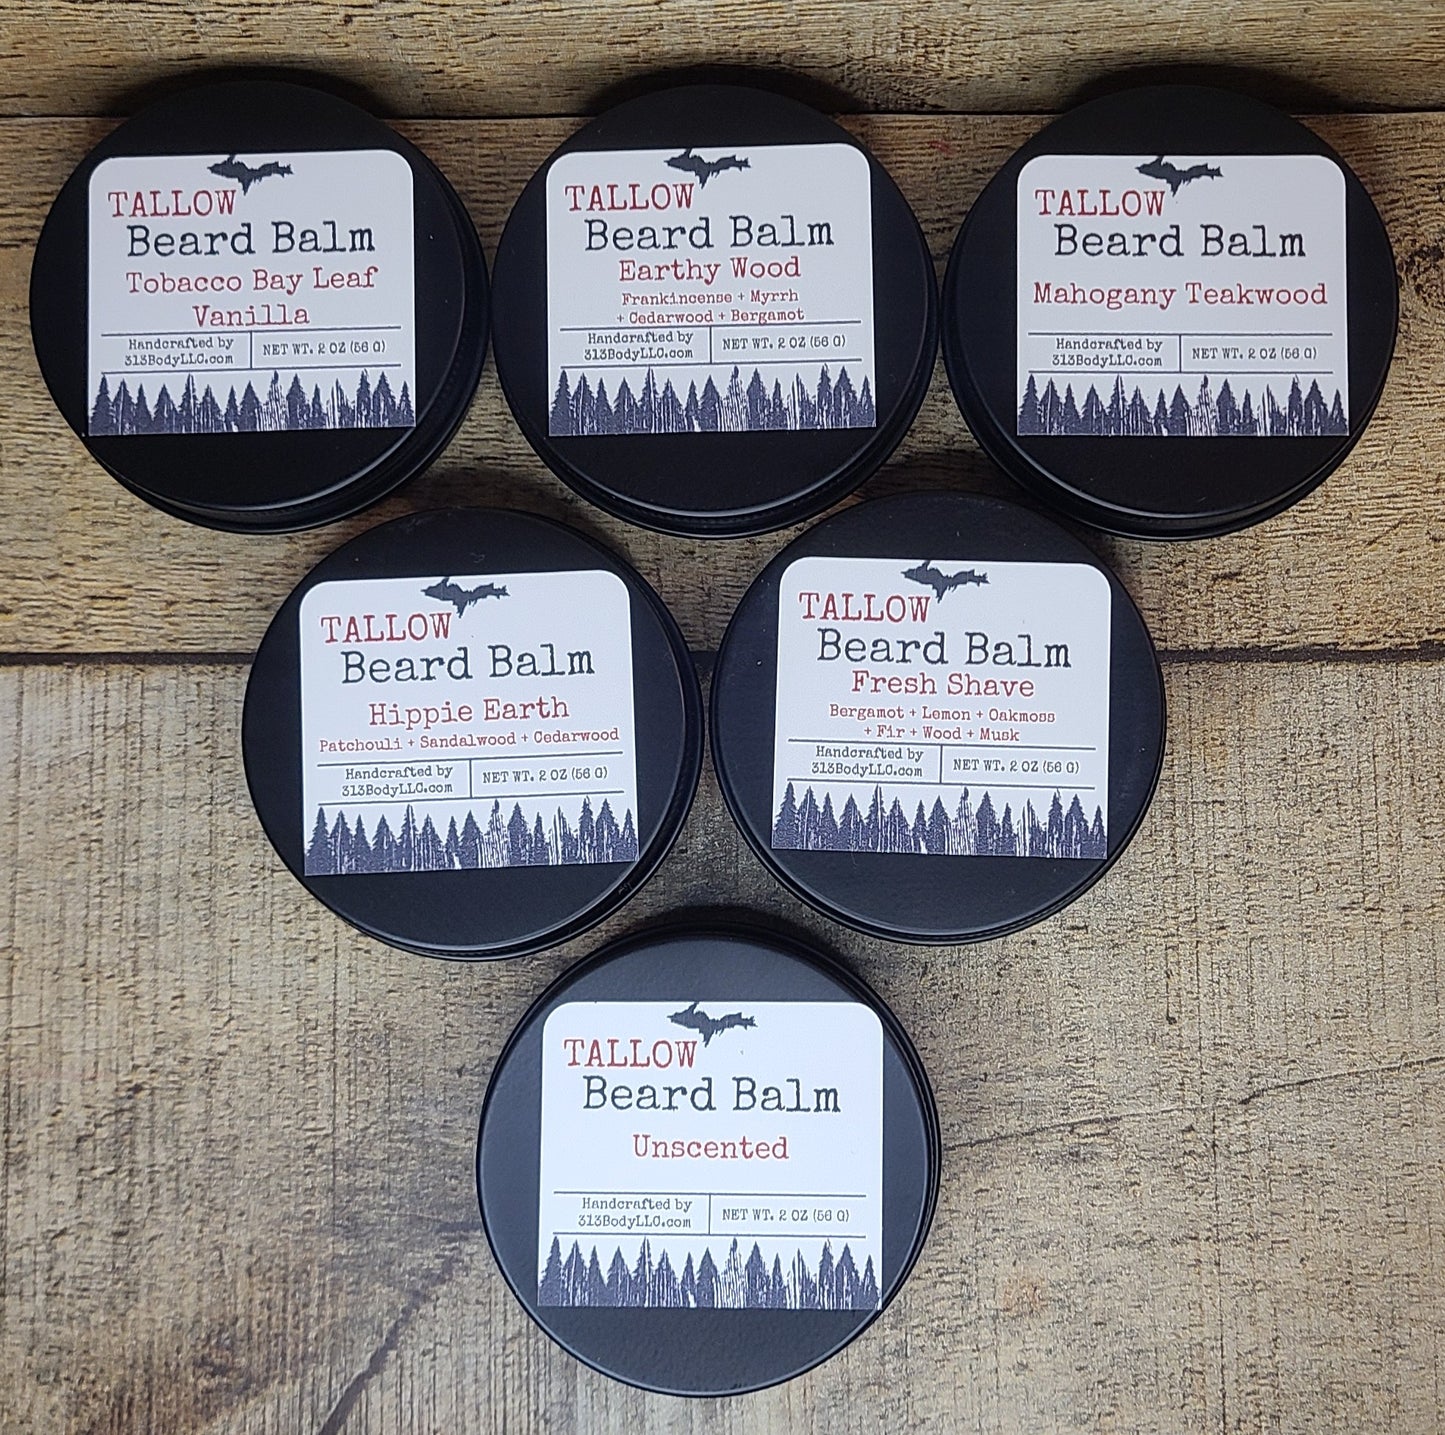 TALLOW
Beard Balm
Tobacco Bay Leaf
Vanilla
Handcrafted by
313BodyLLC.com
NET WT. 2 OZ (56 G)
TALLOW
Beard Balm
Earthy Wood
Frankincense + Myrrh
+ Cedarwood + Bergamot
Handcrafted by
313BodyLLC.com
NET WT. 2 OZ (56 G)
TALLOW
Beard Balm
Mahogany Teakwood
Handcrafted by
313BodyLLC.com
NET WT. 2 OZ (56 G)
TALLOW
Beard Balm
Hippie Earth
Patchouli + Sandalwood + Cedarwood
Handcrafted by
313BodyLLC.com
NET WT. 2 OZ (56 G)
TALLOW
Beard Balm
Fresh Shave
Bergamot + Lemon + Oakmoss
+ Fir + Wood + Musk
Handcrafted by
313BodyLLC.com
NET WT. 2 OZ (56 G)
TALLOW
Beard Balm
Unscented
Handcrafted by
313BodyLLC.com
NET WT. 2 OZ (56 G)